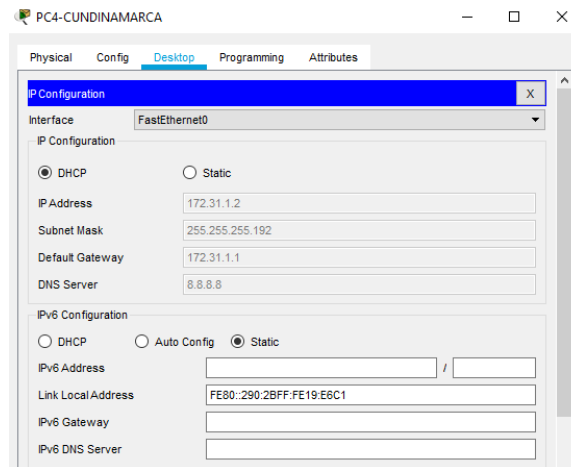 PC4-CUNDINAMARCA
Physical Config Desktop Programming Attributes
IP Configuration X
Interface FastEthernet0
IP Configuration
DHCP Static
IP Address 172.31.1.2
Subnet Mask 255.255.255.192
Default Gateway 172.31.1.1
DNS Server 8.8.8.8
IPv6 Configuration
DHCP Auto Config Static
IPv6 Address /
Link Local Address FE80::290:2BFF:FE19:E6C1
IPv6 Gateway
IPv6 DNS Server